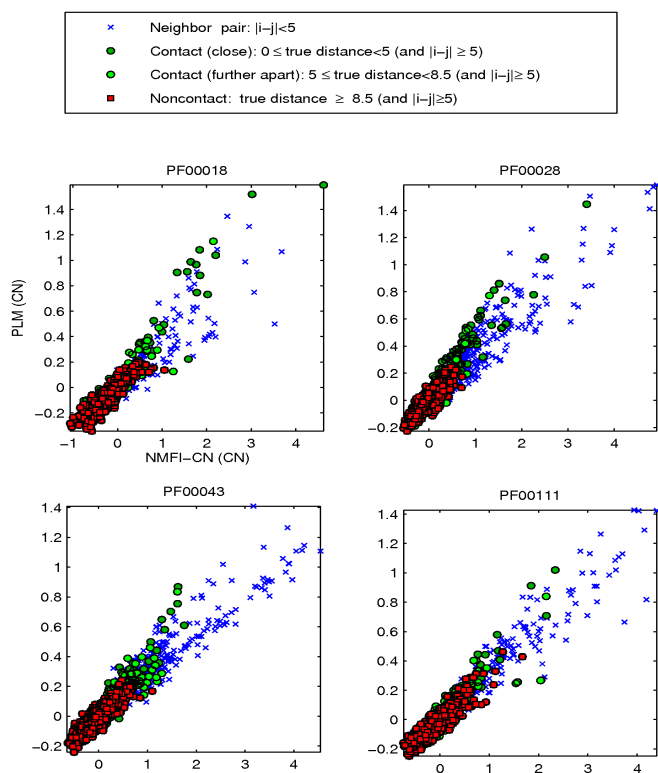 Neighbor pair: |i−j|<5
Contact (close): 0 ≤ true distance<5 (and |i−j| ≥ 5)
Contact (further apart): 5 ≤ true distance<8.5 (and |i−j|≥ 5)
Noncontact: true distance ≥ 8.5 (and |i−j|≥5)
PF00018
PF00028
1.4
1.2
1
0.8
0.6
0.4
0.2
0
−0.2
PLM (CN)
−1 0 1 2 3 4
NMFI−CN (CN)
1.4
1.2
1
0.8
0.6
0.4
0.2
0
−0.2
0 1 2 3 4
PF00043
PF00111
1.4
1.2
1
0.8
0.6
0.4
0.2
0
−0.2
0 1 2 3 4
1.4
1.2
1
0.8
0.6
0.4
0.2
0
−0.2
0 1 2 3 4